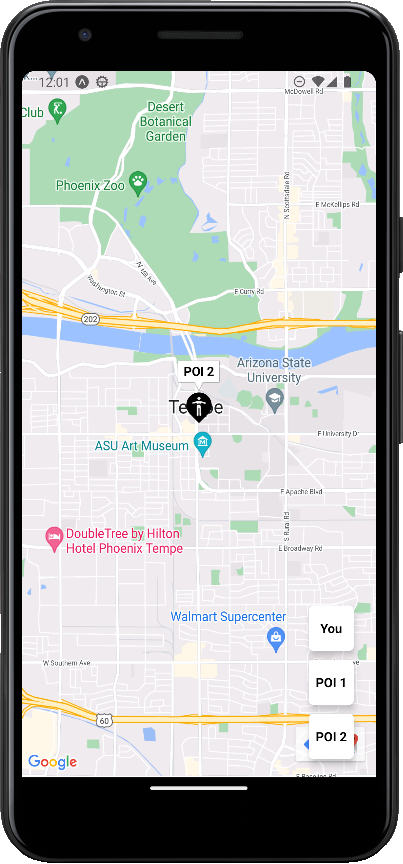 12:01
McDowell Rd
Club
Desert
Botanical
Garden
Phoenix Zoo
N Scottsdale Rd
E McKellips Rd
N Mill Ave
Washington St
E Curry Rd
202
POI 2
Arizona State
University
Te pe
E University Dr
ASU Art Museum
E Apache Blvd
S Rural Rd
DoubleTree by Hilton
Hotel Phoenix Tempe
E Broadway Rd
Walmart Supercenter
You
W Southern Ave
POI 1
60
POI 2
Google
E Baseline Rd